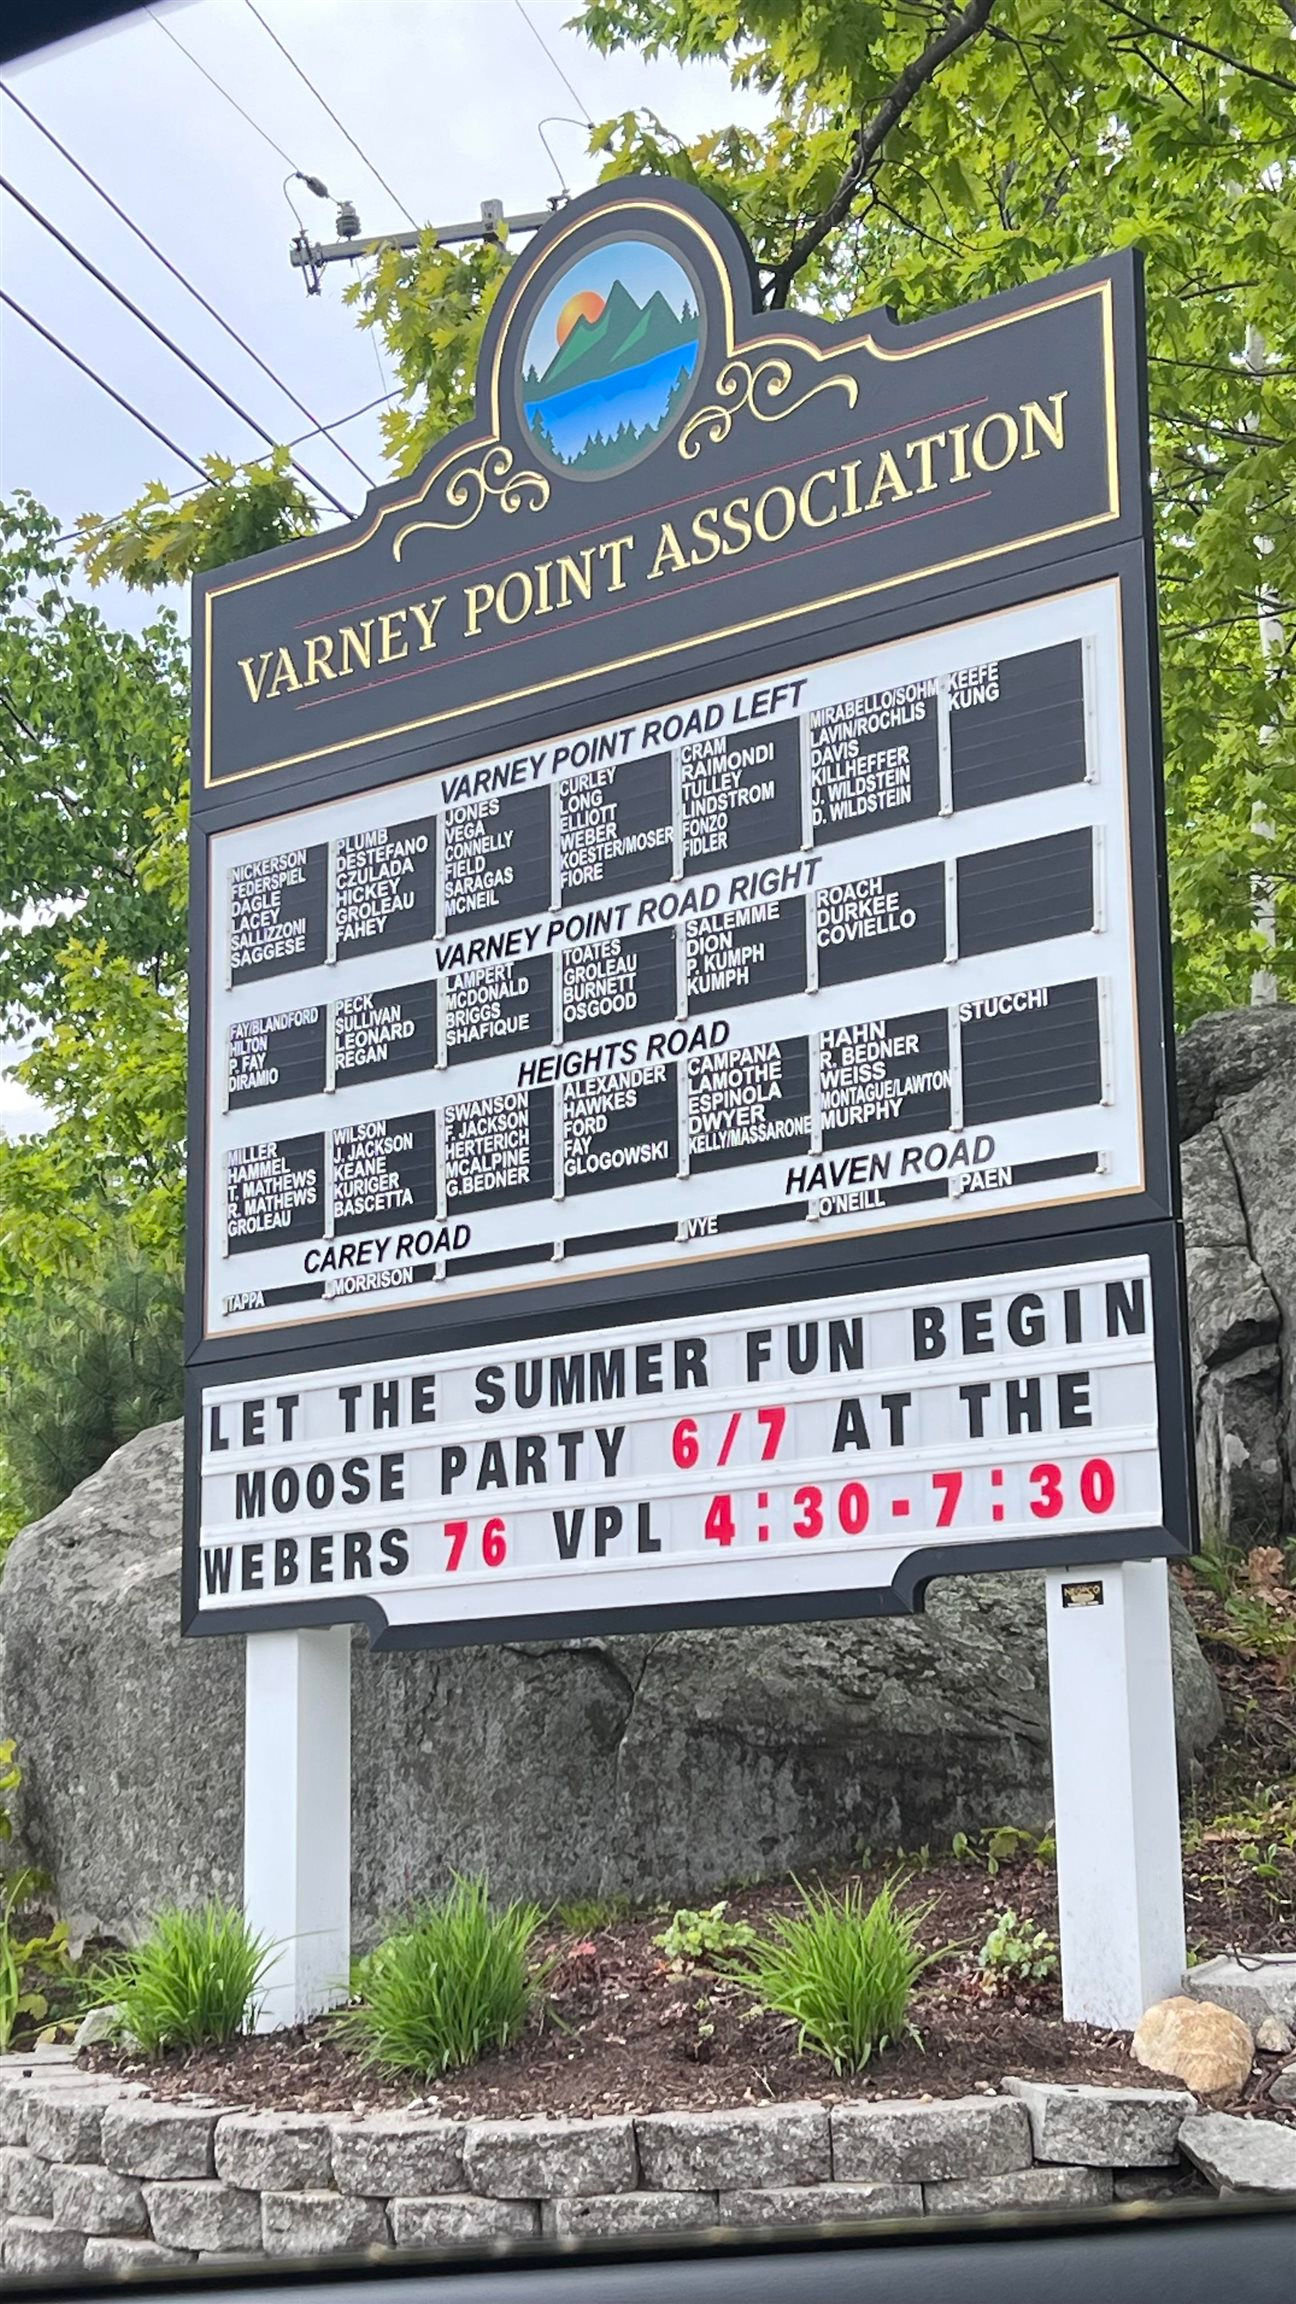 VARNEY POINT ASSOCIATION
VARNEY POINT ROAD LEFT
NICKERSON
FEDERSPIEL
DAGLE
LACEY
SALLIZZONI
SAGGESE
PLUMB
DESTEFANO
CZULADA
HICKEY
GROLEAU
FAHEY
JONES
VEGA
CONNELLY
FIELD
SARAGAS
MCNEIL
CURLEY
LONG
ELLIOTT
WEBER
KOESTER/MOSER
FIORE
CRAM
RAIMONDI
TULLEY
LINDSTROM
FONZO
FIDLER
MIRABELLO/SOHM
LAVIN/ROCHLIS
DAVIS
KILLHEFFER
J. WILDSTEIN
D. WILDSTEIN
KEEFE
KUNG
VARNEY POINT ROAD RIGHT
FAY/BLANDFORD
HILTON
P. FAY
DIRAMIO
PECK
SULLIVAN
LEONARD
REGAN
LAMPERT
MCDONALD
BRIGGS
SHAFIQUE
TOATES
GROLEAU
BURNETT
OSGOOD
SALEMME
DION
P. KUMPH
KUMPH
ROACH
DURKEE
COVIELLO
HEIGHTS ROAD
MILLER
HAMMEL
T. MATHEWS
R. MATHEWS
GROLEAU
WILSON
J. JACKSON
KEANE
KURIGER
BASCETTA
SWANSON
F. JACKSON
HERTERICH
MCALPINE
G.BEDNER
ALEXANDER
HAWKES
FORD
FAY
GLOGOWSKI
CAMPANA
LAMOTHE
ESPINOLA
DWYER
KELLY/MASSARONE
HAHN
R. BEDNER
WEISS
MONTAGUE/LAWTON
MURPHY
STUCCHI
CAREY ROAD
TAPPA
MORRISON
HAVEN ROAD
VYE
O'NEILL
PAEN
LET THE SUMMER FUN BEGIN
MOOSE PARTY 6/7 AT THE
WEBERS 76 VPL 4:30-7:30